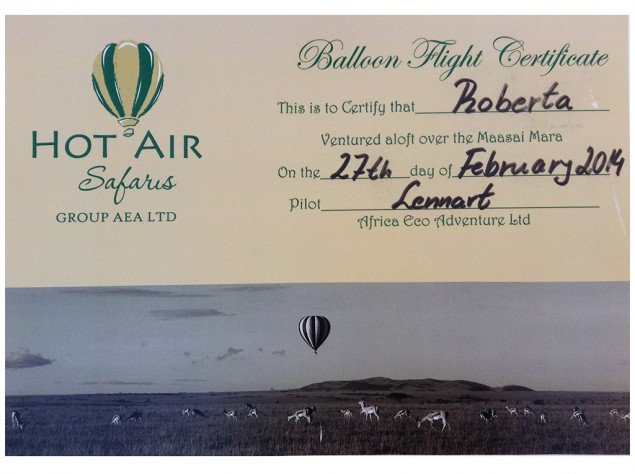 Balloon Flight Certificate
This is to Certify that Roberta
Ventured aloft over the Maasai Mara
On the 27th day of February 2014
Pilot Lennart
Africa Eco Adventure Ltd
HOT AIR
Safaris
GROUP AEA LTD